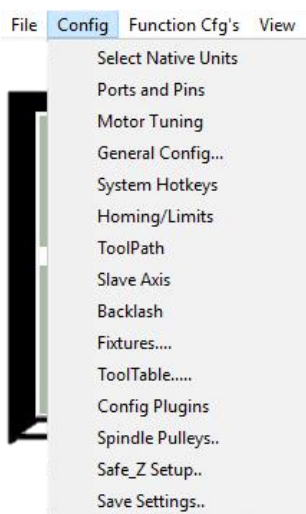 File Config Function Cfg's View
Select Native Units
Ports and Pins
Motor Tuning
General Config...
System Hotkeys
Homing/Limits
ToolPath
Slave Axis
Backlash
Fixtures....
ToolTable.....
Config Plugins
Spindle Pulleys..
Safe_Z Setup..
Save Settings..